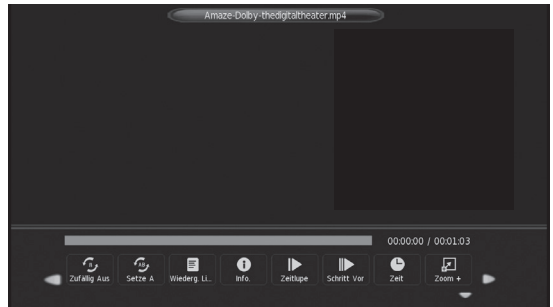 Amaze-Dolby-thedigitaltheater.mp4
00:00:00 / 00:01:03
Zufällig Aus Setze A Wiederg. Li... Info. Zeitlupe Schritt Vor Zeit Zoom +